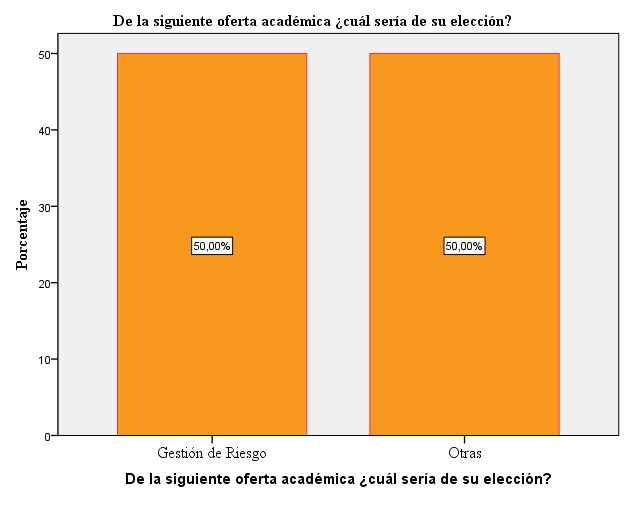 De la siguiente oferta académica ¿cuál sería de su elección?
Porcentaje
50
40
30
20
10
0
50,00%
50,00%
Gestión de Riesgo
Otras
De la siguiente oferta académica ¿cuál sería de su elección?